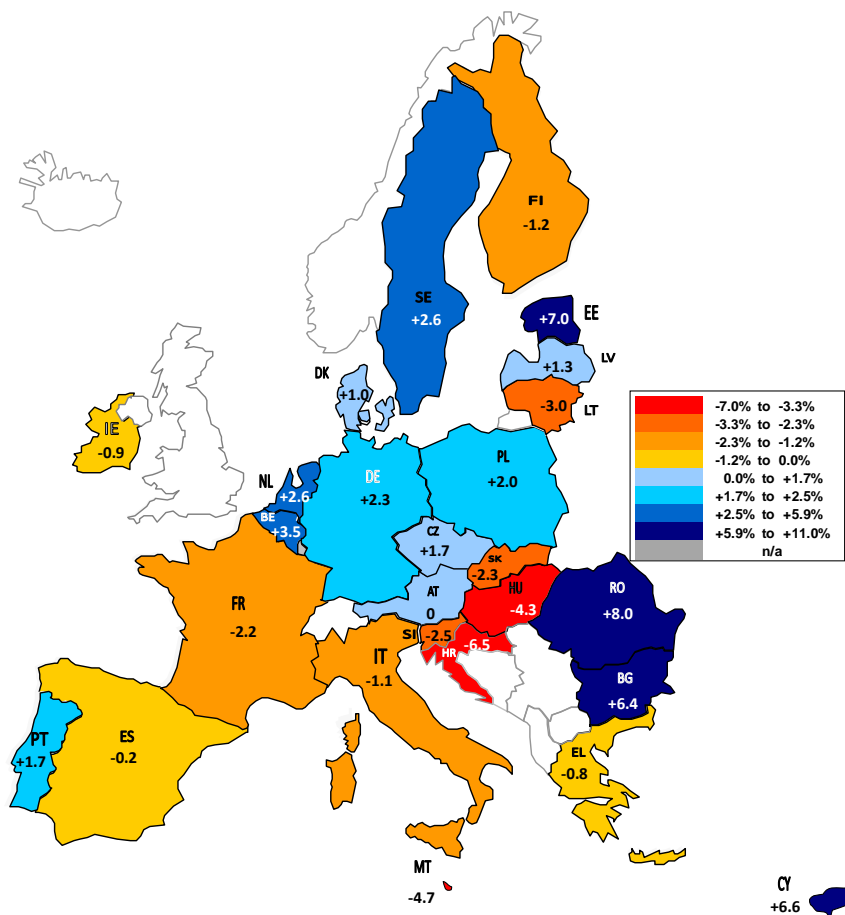 FI
-1.2
SE
+2.6
+7.0
EE
+1.3
LV
DK
+1.0
-3.0
LT
IE
-0.9
NL
+2.6
BE
+3.5
DE
+2.3
PL
+2.0
CZ
+1.7
SK
-2.3
AT
0
HU
-4.3
RO
+8.0
FR
-2.2
SI
-2.5
HR
-6.5
IT
-1.1
BG
+6.4
PT
+1.7
ES
-0.2
EL
-0.8
MT
-4.7
CY
+6.6
-7.0% to -3.3%
-3.3% to -2.3%
-2.3% to -1.2%
-1.2% to 0.0%
0.0% to +1.7%
+1.7% to +2.5%
+2.5% to +5.9%
+5.9% to +11.0%
n/a